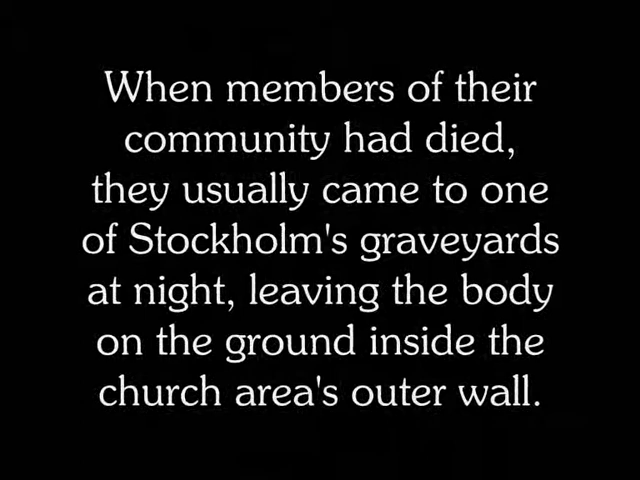 When members of their
community had died,
they usually came to one
of Stockholm's graveyards
at night, leaving the body
on the ground inside the
church area's outer wall.